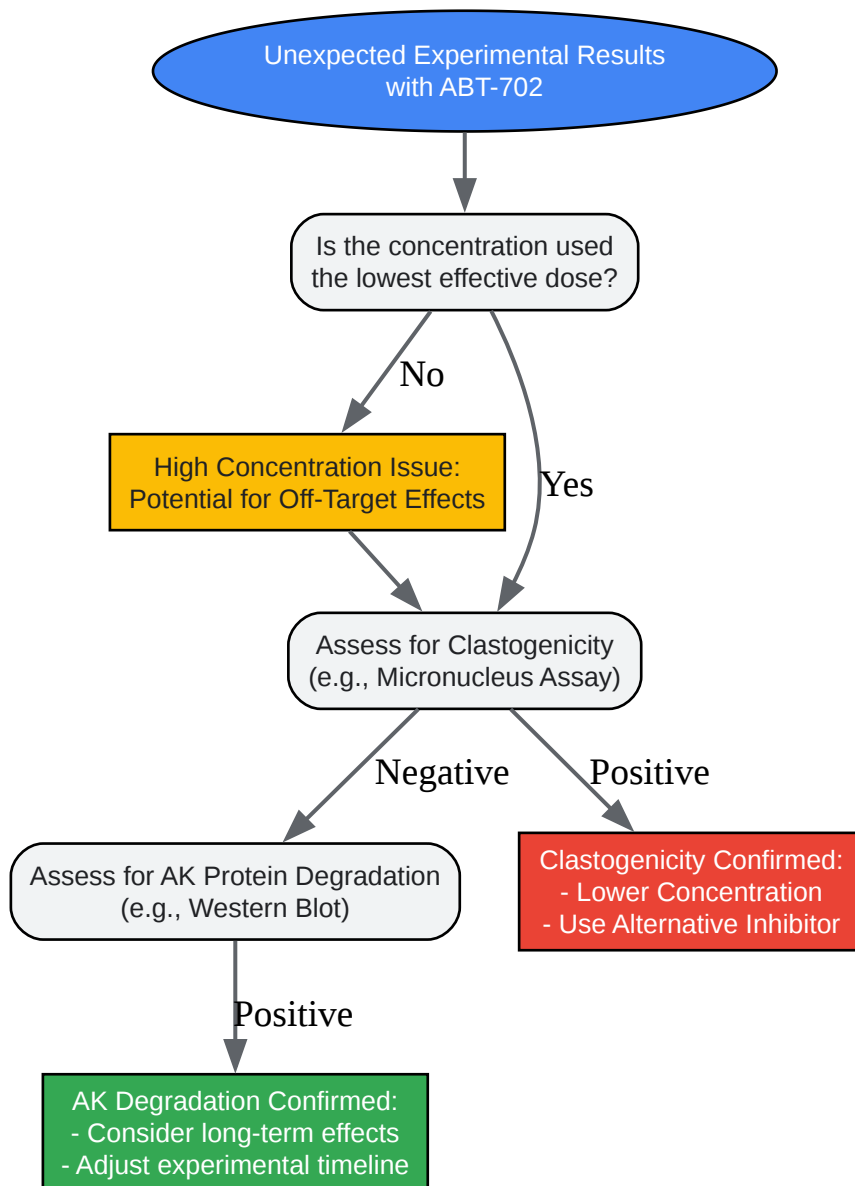 Unexpected Experimental Results
with ABT-702
Is the concentration used
the lowest effective dose?
No
High Concentration Issue:
Potential for Off-Target Effects
Yes
Assess for Clastogenicity
(e.g., Micronucleus Assay)
Negative
Positive
Assess for AK Protein Degradation
(e.g., Western Blot)
Clastogenicity Confirmed:
- Lower Concentration
- Use Alternative Inhibitor
Positive
AK Degradation Confirmed:
- Consider long-term effects
- Adjust experimental timeline